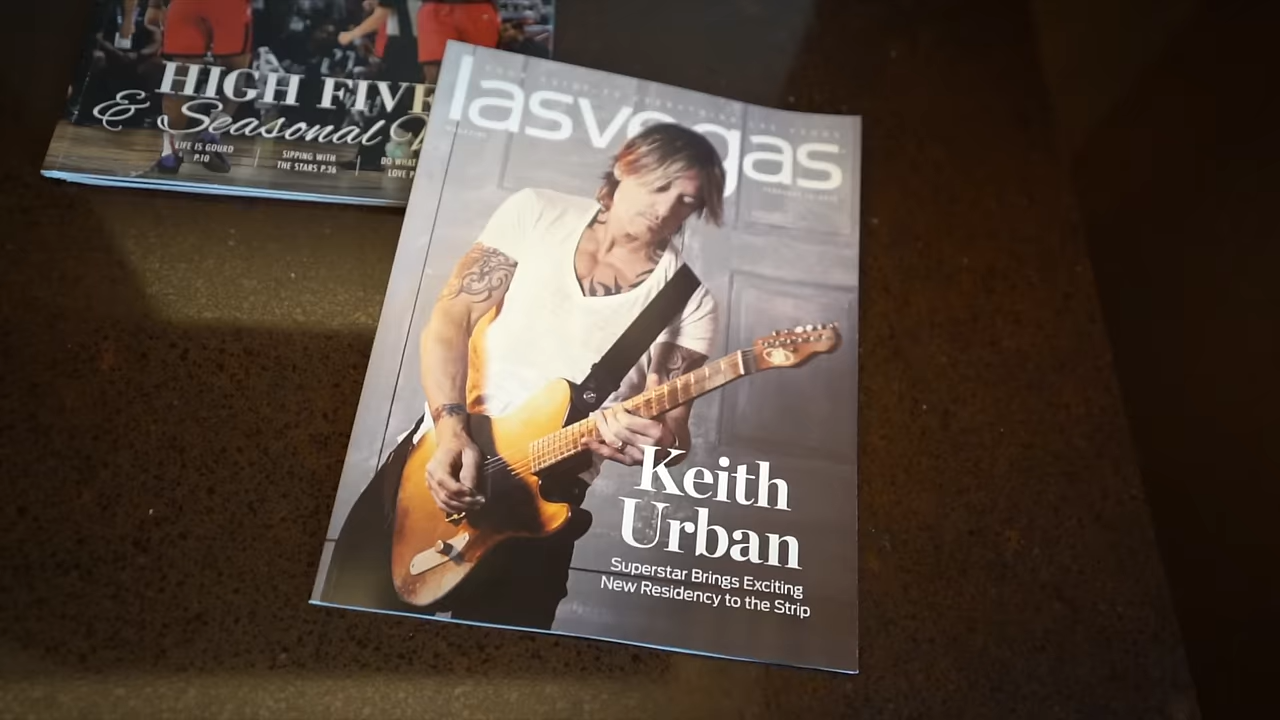 HIGH FIVE
& Seasonal
LIFE IS GOURD
P.10
SIPPING WITH
THE STARS P.36
DO WHAT
LOVE P
lasvegas
Keith
Urban
Superstar Brings Exciting
New Residency to the Strip